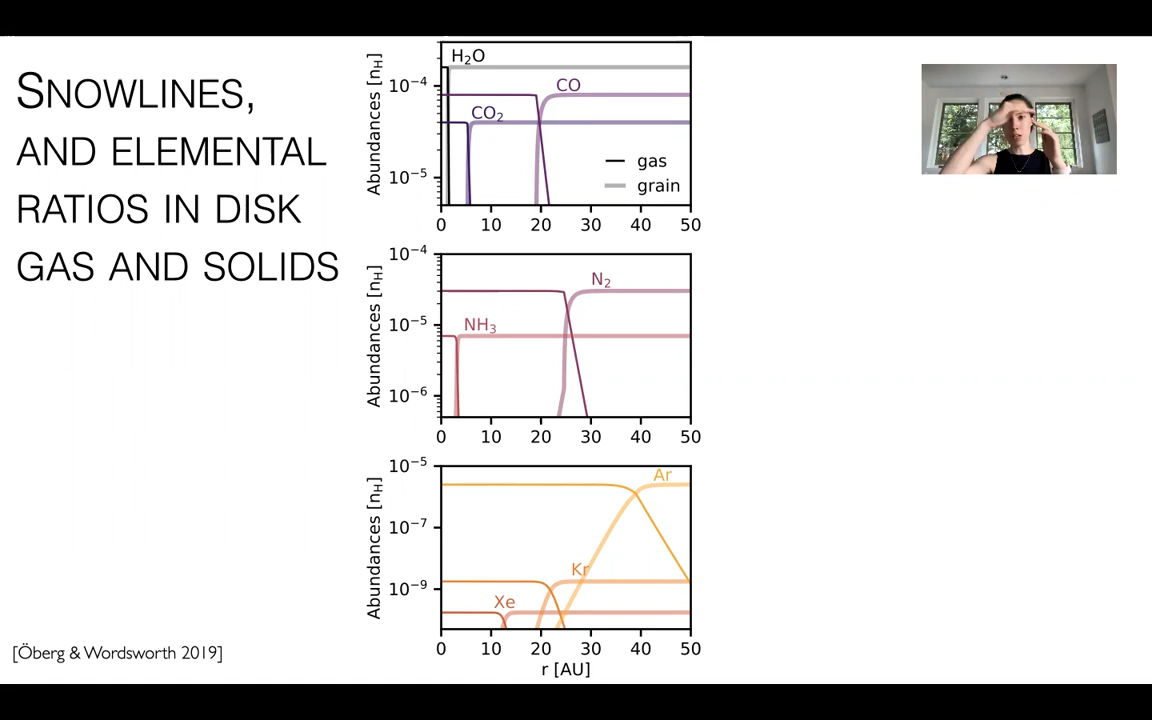 SNOWLINES,
AND ELEMENTAL
RATIOS IN DISK
GAS AND SOLIDS
H₂O
CO
CO₂
gas
grain
Abundances [nH]
10⁻⁴
10⁻⁵
0 10 20 30 40 50
N₂
NH₃
Abundances [nH]
10⁻⁴
10⁻⁵
10⁻⁶
0 10 20 30 40 50
Ar
Kr
Xe
Abundances [nH]
10⁻⁵
10⁻⁷
10⁻⁹
0 10 20 30 40 50
r [AU]
[Öberg & Wordsworth 2019]